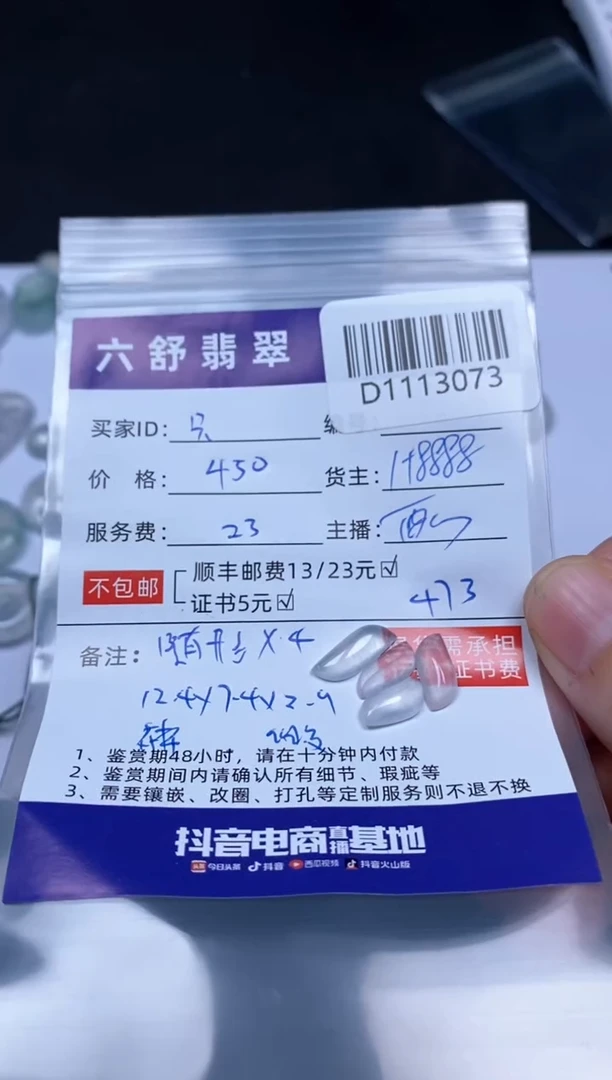 六舒翡翠
D1113073
买家ID:
价 格: 450 货主:
服务费: 23 主播:
不包邮 顺丰邮费13/23元☑
证书5元☑ 473
备注: 随形 X.4
需承担
证书费
12.4X7.4X2.9
1、鉴赏期48小时，请在十分钟内付款
2、鉴赏期间内请确认所有细节、瑕疵等
3、需要镶嵌、改圈、打孔等定制服务则不退不换
抖音电商直播基地
头条 今日头条 抖音 西瓜视频 抖音火山版